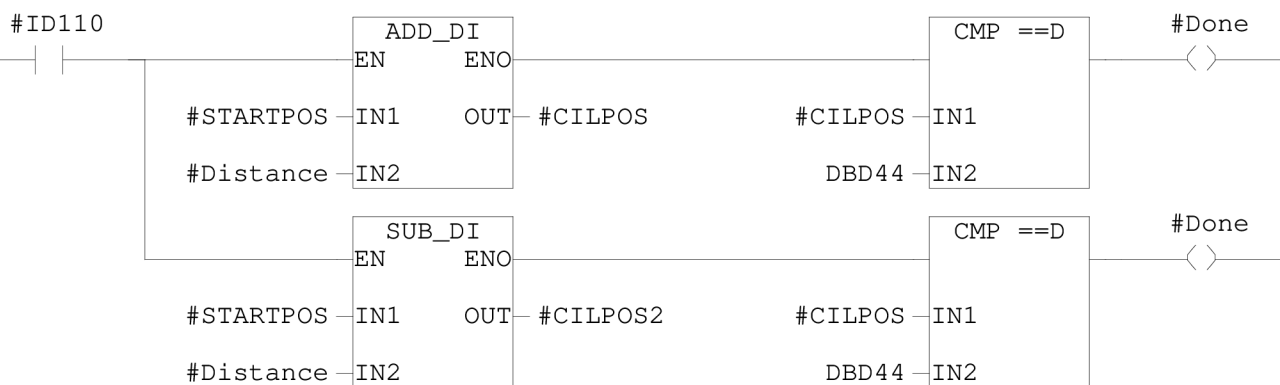 #ID110 ADD_DI CMP ==D #Done
EN ENO
#STARTPOS IN1 OUT #CILPOS #CILPOS IN1
#Distance IN2 DBD44 IN2
SUB_DI CMP ==D #Done
EN ENO
#STARTPOS IN1 OUT #CILPOS2 #CILPOS IN1
#Distance IN2 DBD44 IN2